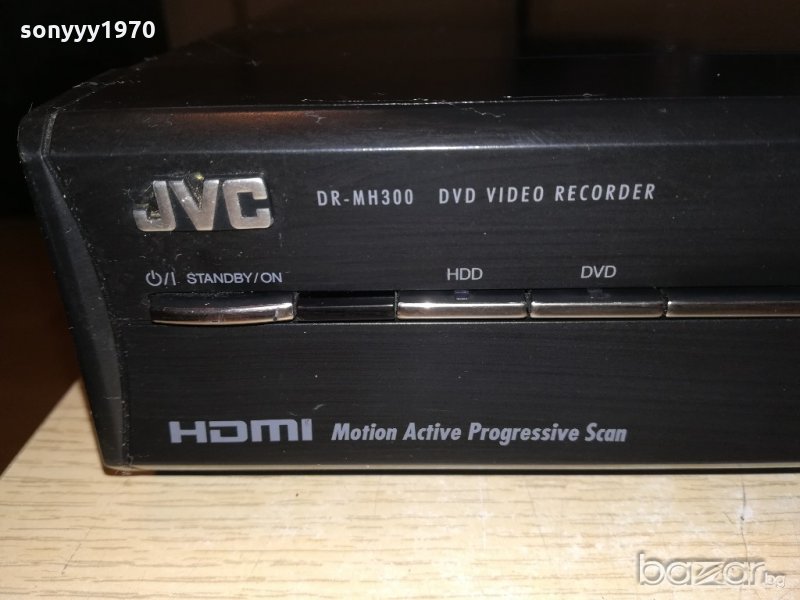 sonyyy1970
JVC
DR-MH300 DVD VIDEO RECORDER
⏻/I STANDBY/ON
HDD
DVD
HDMI Motion Active Progressive Scan
bazar.bg